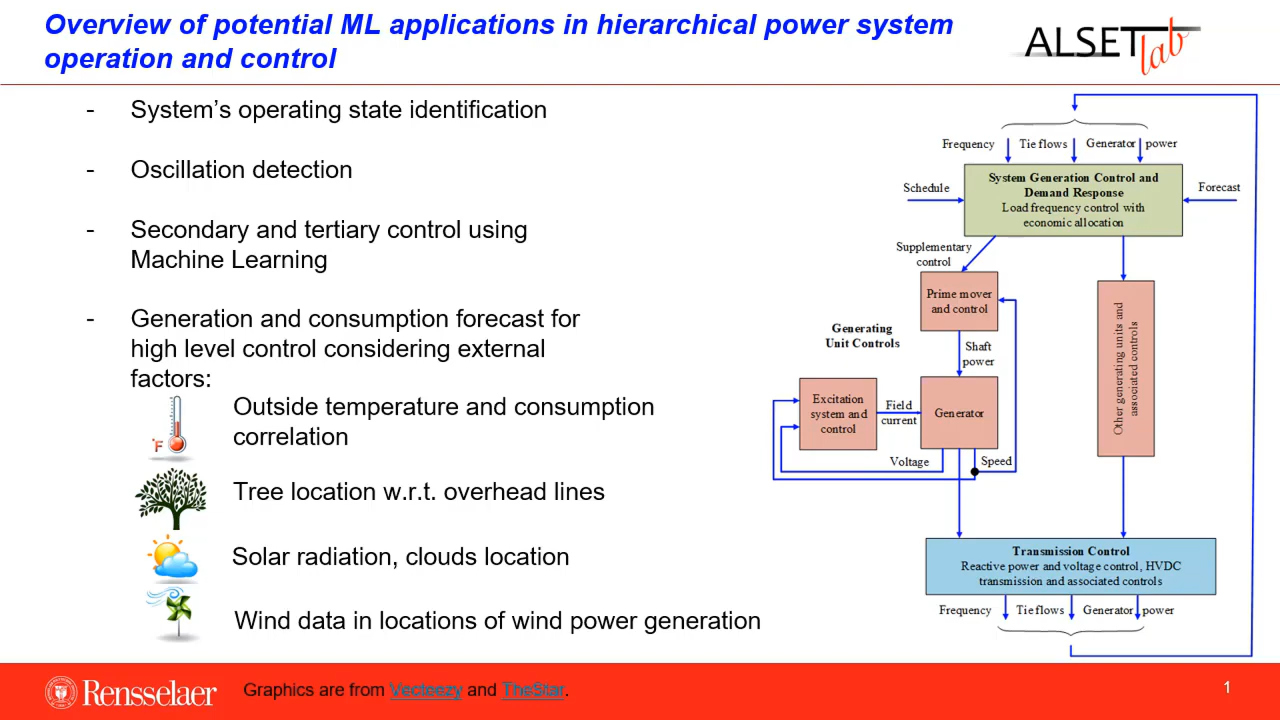 Overview of potential ML applications in hierarchical power system
operation and control
ALSET lab
- System’s operating state identification
- Oscillation detection
- Secondary and tertiary control using
Machine Learning
- Generation and consumption forecast for
high level control considering external
factors:
°F
Outside temperature and consumption
correlation
Tree location w.r.t. overhead lines
Solar radiation, clouds location
Wind data in locations of wind power generation
Frequency Tie flows Generator power
Schedule
System Generation Control and
Demand Response
Load frequency control with
economic allocation
Forecast
Supplementary
control
Prime mover
and control
Generating
Unit Controls
Shaft
power
Excitation
system and
control
Field
current
Generator
Voltage
Speed
Other generating units and
associated controls
Transmission Control
Reactive power and voltage control, HVDC
transmission and associated controls
Frequency Tie flows Generator power
Rensselaer
Graphics are from Vecteezy and TheStar.
1